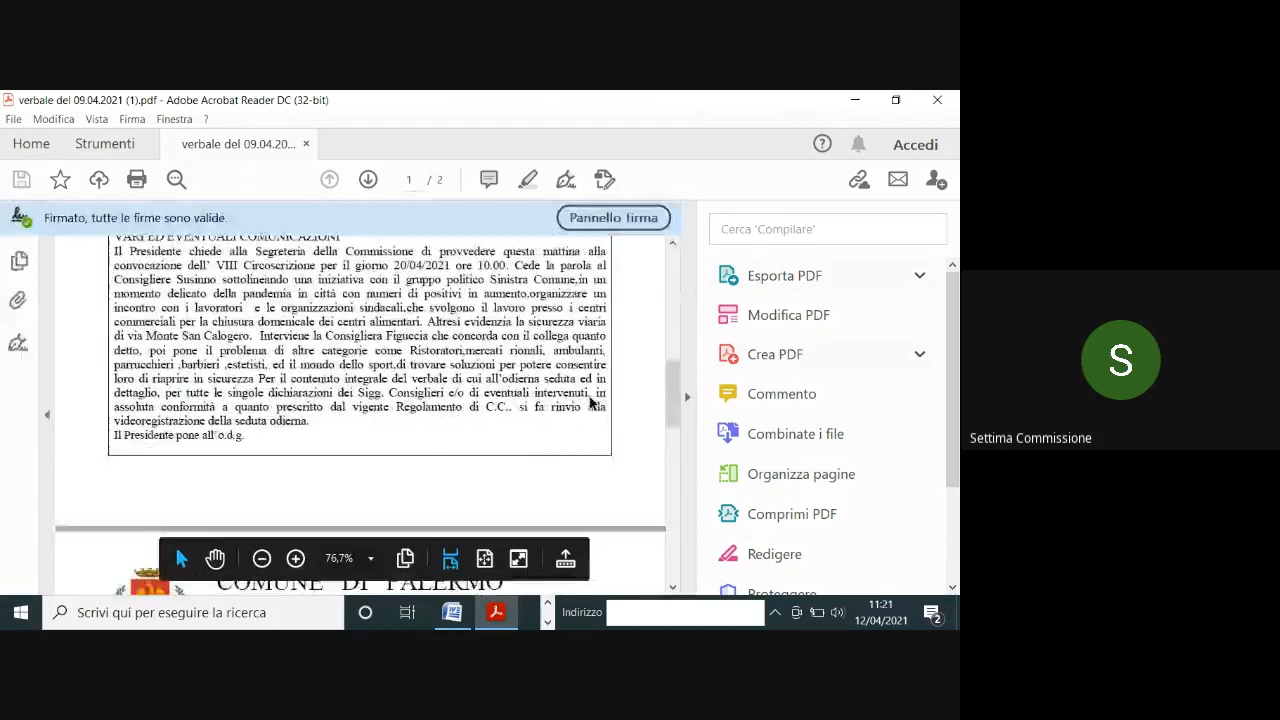 verbale del 09.04.2021 (1).pdf - Adobe Acrobat Reader DC (32-bit)
File Modifica Vista Firma Finestra ?
Home Strumenti verbale del 09.04.20... × Accedi
1 / 2
Firmato, tutte le firme sono valide. Pannello firma
VARI ED EVENTUALI COMUNICAZIONI
Il Presidente chiede alla Segreteria della Commissione di provvedere questa mattina alla
convocazione dell' VIII Circoscrizione per il giorno 20/04/2021 ore 10.00. Cede la parola al
Consigliere Susinno sottolineando una iniziativa con il gruppo politico Sinistra Comune,in un
momento delicato della pandemia in città con numeri di positivi in aumento,organizzare un
incontro con i lavoratori e le organizzazioni sindacali,che svolgono il lavoro presso i centri
commerciali per la chiusura domenicale dei centri alimentari. Altresì evidenzia la sicurezza viaria
di via Monte San Calogero. Interviene la Consigliera Figuccia che concorda con il collega quanto
detto, poi pone il problema di altre categorie come Ristoratori,mercati rionali, ambulanti,
parrucchieri ,barbieri ,estetisti, ed il mondo dello sport,di trovare soluzioni per potere consentire
loro di riaprire in sicurezza Per il contenuto integrale del verbale di cui all'odierna seduta ed in
dettaglio, per tutte le singole dichiarazioni dei Sigg. Consiglieri e/o di eventuali intervenuti, in
assoluta conformità a quanto prescritto dal vigente Regolamento di C.C.. si fa rinvio alla
videoregistrazione della seduta odierna.
Il Presidente pone all'o.d.g.
COMUNE DI PALERMO
76,7%
Cerca 'Compilare'
Esporta PDF
Modifica PDF
Crea PDF
Commento
Combinate i file
Organizza pagine
Comprimi PDF
Redigere
Proteggere
Scrivi qui per eseguire la ricerca
Indirizzo
11:21
12/04/2021
2
S
Settima Commissione